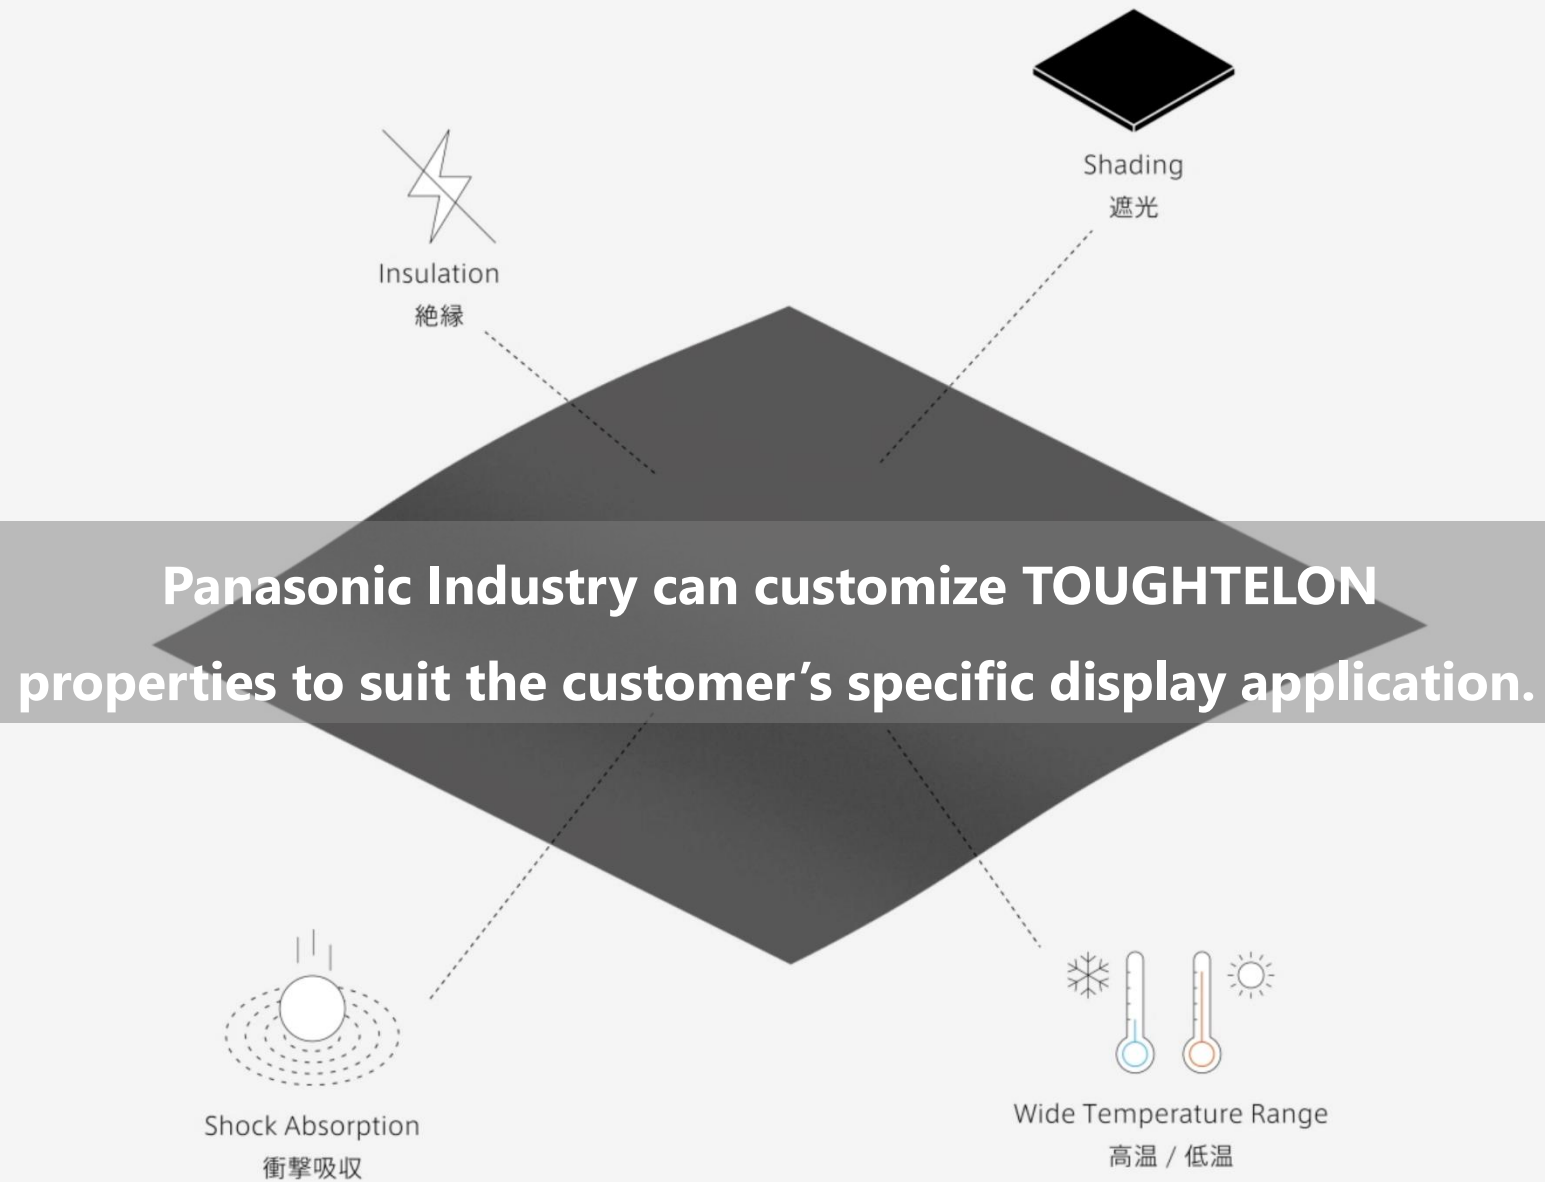 Shading
遮光
Insulation
絶縁
Panasonic Industry can customize TOUGHTELON
properties to suit the customer’s specific display application.
Shock Absorption
衝撃吸収
Wide Temperature Range
高温 / 低温